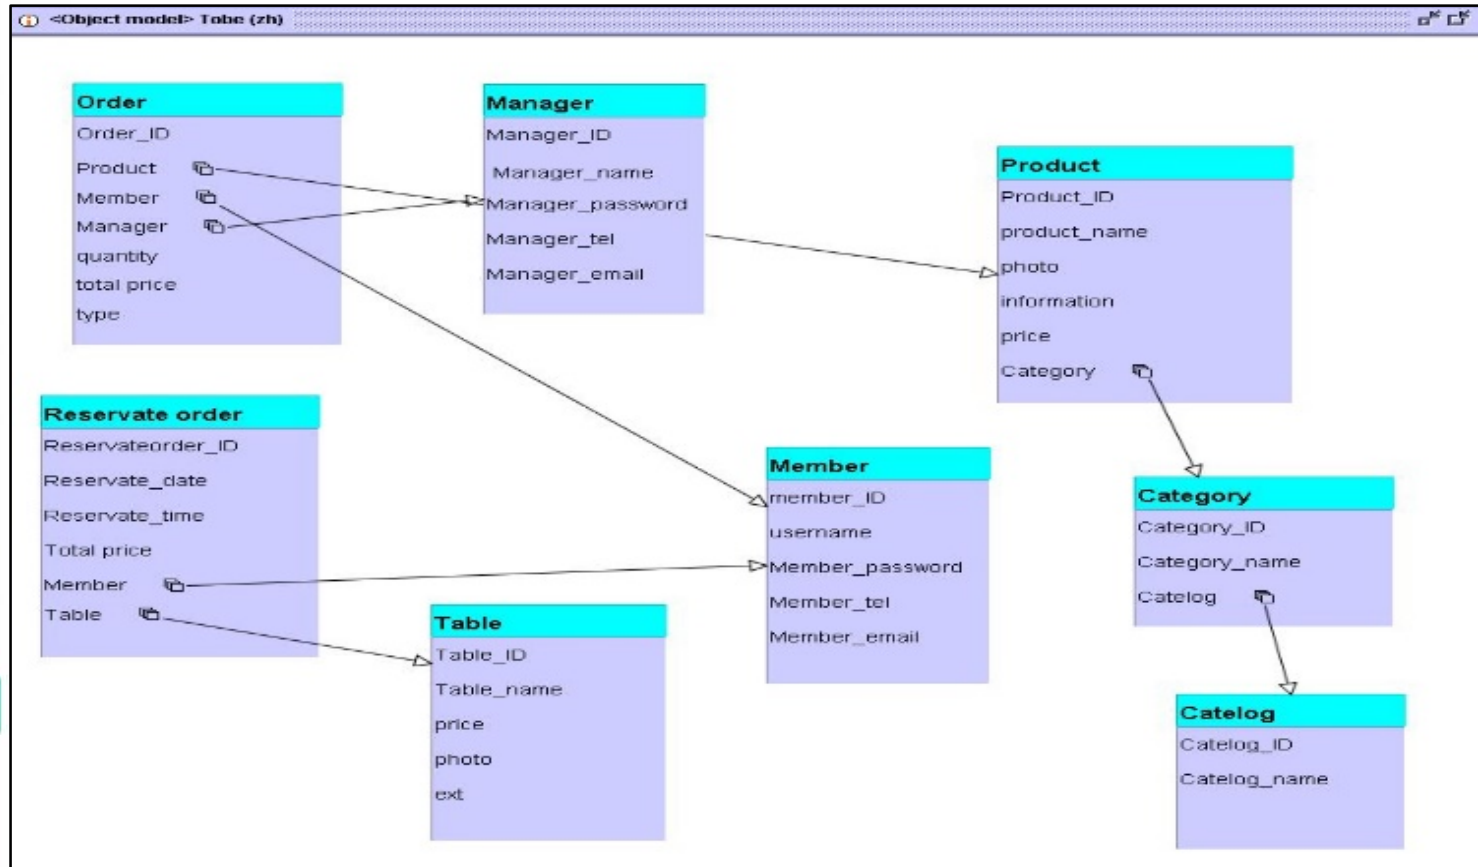 <Object model> Tobe (zh)
Order
Order_ID
Product
Member
Manager
quantity
total price
type
Manager
Manager_ID
Manager_name
Manager_password
Manager_tel
Manager_email
Product
Product_ID
product_name
photo
information
price
Category
Reservate order
Reservateorder_ID
Reservate_date
Reservate_time
Total price
Member
Table
Member
member_ID
username
Member_password
Member_tel
Member_email
Category
Category_ID
Category_name
Catelog
Table
Table_ID
Table_name
price
photo
ext
Catelog
Catelog_ID
Catelog_name